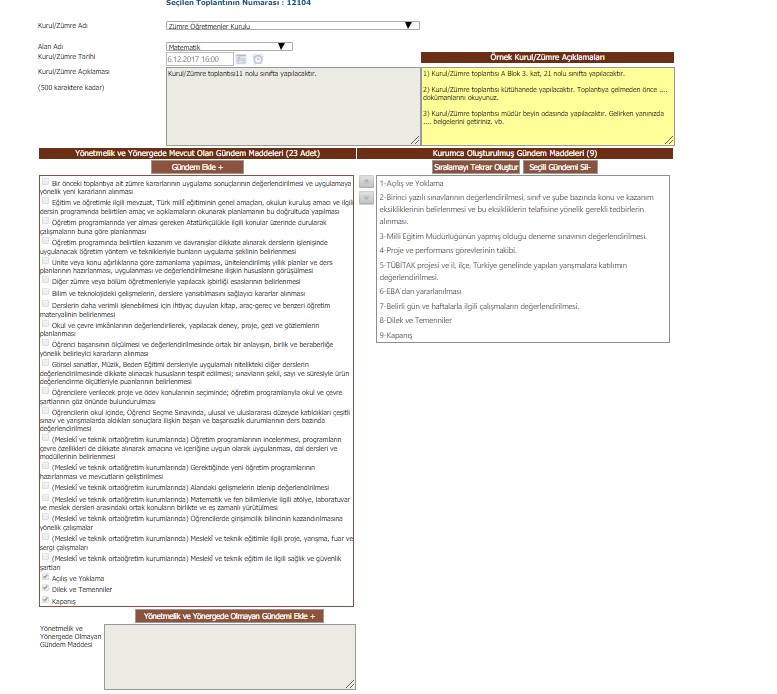 Seçilen Toplantının Numarası : 12104
Kurul/Zümre Adı
Zümre Öğretmenler Kurulu
Alan Adı
Matematik
Kurul/Zümre Tarihi
6.12.2017 16:00
Örnek Kurul/Zümre Açıklamaları
Kurul/Zümre Açıklaması
(500 karaktere kadar)
Kurul/Zümre toplantısı11 nolu sınıfta yapılacaktır.
1) Kurul/Zümre toplantısı A Blok 3. kat, 21 nolu sınıfta yapılacaktır.
2) Kurul/Zümre toplantısı kütühanede yapılacaktır. Toplantıya gelmeden önce ....
dokümanlarını okuyunuz.
3) Kurul/Zümre toplantısı müdür beyin odasında yapılacaktır. Gelirken yanınızda
.... belgelerini getiriniz. vb.
Yönetmelik ve Yönergede Mevcut Olan Gündem Maddeleri (23 Adet)
Gündem Ekle +
Bir önceki toplantıya ait zümre kararlarının uygulama sonuçlarının değerlendirilmesi ve uygulamaya
yönelik yeni kararların alınması
Eğitim ve öğretimle ilgili mevzuat, Türk millî eğitiminin genel amaçları, okulun kuruluş amacı ve ilgili
dersin programında belirtilen amaç ve açıklamaların okunarak planlamanın bu doğrultuda yapılması
Öğretim programlarında yer alması gereken Atatürkçülükle ilgili konular üzerinde durularak
çalışmaların buna göre planlanması
Öğretim programında belirtilen kazanım ve davranışlar dikkate alınarak derslerin işlenişinde
uygulanacak öğretim yöntem ve teknikleriyle bunların uygulama şeklinin belirlenmesi
Ünite veya konu ağırlıklarına göre zamanlama yapılması, ünitelendirilmiş yıllık planlar ve ders
planlarının hazırlanması, uygulanması ve değerlendirilmesine ilişkin hususların görüşülmesi
Diğer zümre veya bölüm öğretmenleriyle yapılacak işbirliği esaslarının belirlenmesi
Bilim ve teknolojideki gelişmelerin, derslere yansıtılmasını sağlayıcı kararlar alınması
Derslerin daha verimli işlenebilmesi için ihtiyaç duyulan kitap, araç-gereç ve benzeri öğretim
materyalinin belirlenmesi
Okul ve çevre imkânlarının değerlendirilerek, yapılacak deney, proje, gezi ve gözlemlerin
planlanması
Öğrenci başarısının ölçülmesi ve değerlendirilmesinde ortak bir anlayışın, birlik ve beraberliğe
yönelik belirleyici kararların alınması
Görsel sanatlar, Müzik, Beden Eğitimi dersleriyle uygulamalı nitelikteki diğer derslerin
değerlendirilmesinde dikkate alınacak hususların tespit edilmesi; sınavların şekil, sayı ve süresiyle ürün
değerlendirme ölçütleriyle puanlarının belirlenmesi
Öğrencilere verilecek proje ve ödev konularının seçiminde; öğretim programlarıyla okul ve çevre
şartlarının göz önünde bulundurulması
Öğrencilerin okul içinde, Öğrenci Seçme Sınavında, ulusal ve uluslararası düzeyde katıldıkları çeşitli
sınav ve yarışmalarda aldıkları sonuçlara ilişkin başarı ve başarısızlık durumlarının ders bazında
değerlendirilmesi
(Meslekî ve teknik ortaöğretim kurumlarında) Öğretim programlarının incelenmesi, programların
çevre özellikleri de dikkate alınarak amacına ve içeriğine uygun olarak uygulanması, dal dersleri ve
modüllerinin belirlenmesi
(Meslekî ve teknik ortaöğretim kurumlarında) Gerektiğinde yeni öğretim programlarının
hazırlanması ve mevcutların geliştirilmesi
(Meslekî ve teknik ortaöğretim kurumlarında) Alandaki gelişmelerin izlenip değerlendirilmesi
(Meslekî ve teknik ortaöğretim kurumlarında) Matematik ve fen bilimleriyle ilgili atölye, laboratuvar
ve meslek dersleri arasındaki ortak konuların birlikte ve eş zamanlı yürütülmesi
(Meslekî ve teknik ortaöğretim kurumlarında) Öğrencilerde girişimcilik bilincinin kazandırılmasına
yönelik çalışmalar
(Meslekî ve teknik ortaöğretim kurumlarında) Meslekî ve teknik eğitimle ilgili proje, yarışma, fuar ve
sergi çalışmaları
(Meslekî ve teknik ortaöğretim kurumlarında) Meslekî ve teknik eğitim ile ilgili sağlık ve güvenlik
şartları
Açılış ve Yoklama
Dilek ve Temenniler
Kapanış
Kurumca Oluşturulmuş Gündem Maddeleri (9)
Sıralamayı Tekrar Oluştur
Seçili Gündemi Sil-
1-Açılış ve Yoklama
2-Birinci yazılı sınavlarının değerlendirilmesi, sınıf ve şube bazında konu ve kazanım
eksikliklerinin belirlenmesi ve bu eksikliklerin telafisine yönelik gerekli tedbirlerin
alınması.
3-Milli Eğitim Müdürlüğünün yapmış olduğu deneme sınavının değerlendirilmesi.
4-Proje ve performans görevlerinin takibi.
5-TÜBİTAK projesi ve il, ilçe, Türkiye genelinde yapılan yarışmalara katılımın
değerlendirilmesi.
6-EBA'dan yararlanılması
7-Belirli gün ve haftalarla ilgili çalışmaların değerlendirilmesi.
8-Dilek ve Temenniler
9-Kapanış
Yönetmelik ve Yönergede Olmayan Gündemi Ekle +
Yönetmelik ve
Yönergede Olmayan
Gündem Maddesi